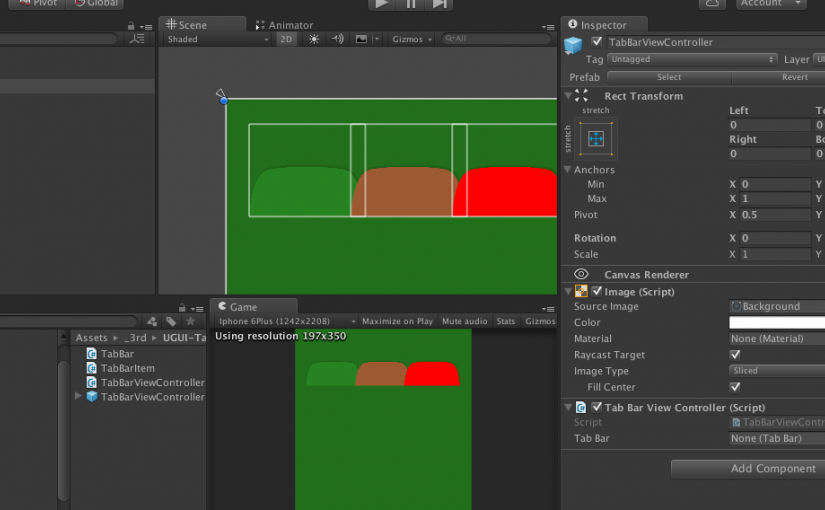 Pivot Global
Account
Scene Animator
Shaded 2D Gizmos All
Inspector
TabBarViewController
Tag Untagged Layer
Prefab Select Revert
Rect Transform
stretch
stretch
Left
0 0
Right
0 0
Anchors
Min X 0 Y
Max X 1 Y
Pivot X 0.5 Y
Rotation X 0 Y
Scale X 1 Y
Canvas Renderer
Image (Script)
Source Image Background
Color
Material None (Material)
Raycast Target
Image Type Sliced
Fill Center
Tab Bar View Controller (Script)
Script TabBarViewContr
Tab Bar None (Tab Bar)
Add Component
Game
Iphone 6Plus (1242x2208) Maximize on Play Mute audio Stats Gizmos
Using resolution 197x350
Assets _3rd UGUI-Ta
TabBar
TabBarItem
TabBarViewController
TabBarViewController